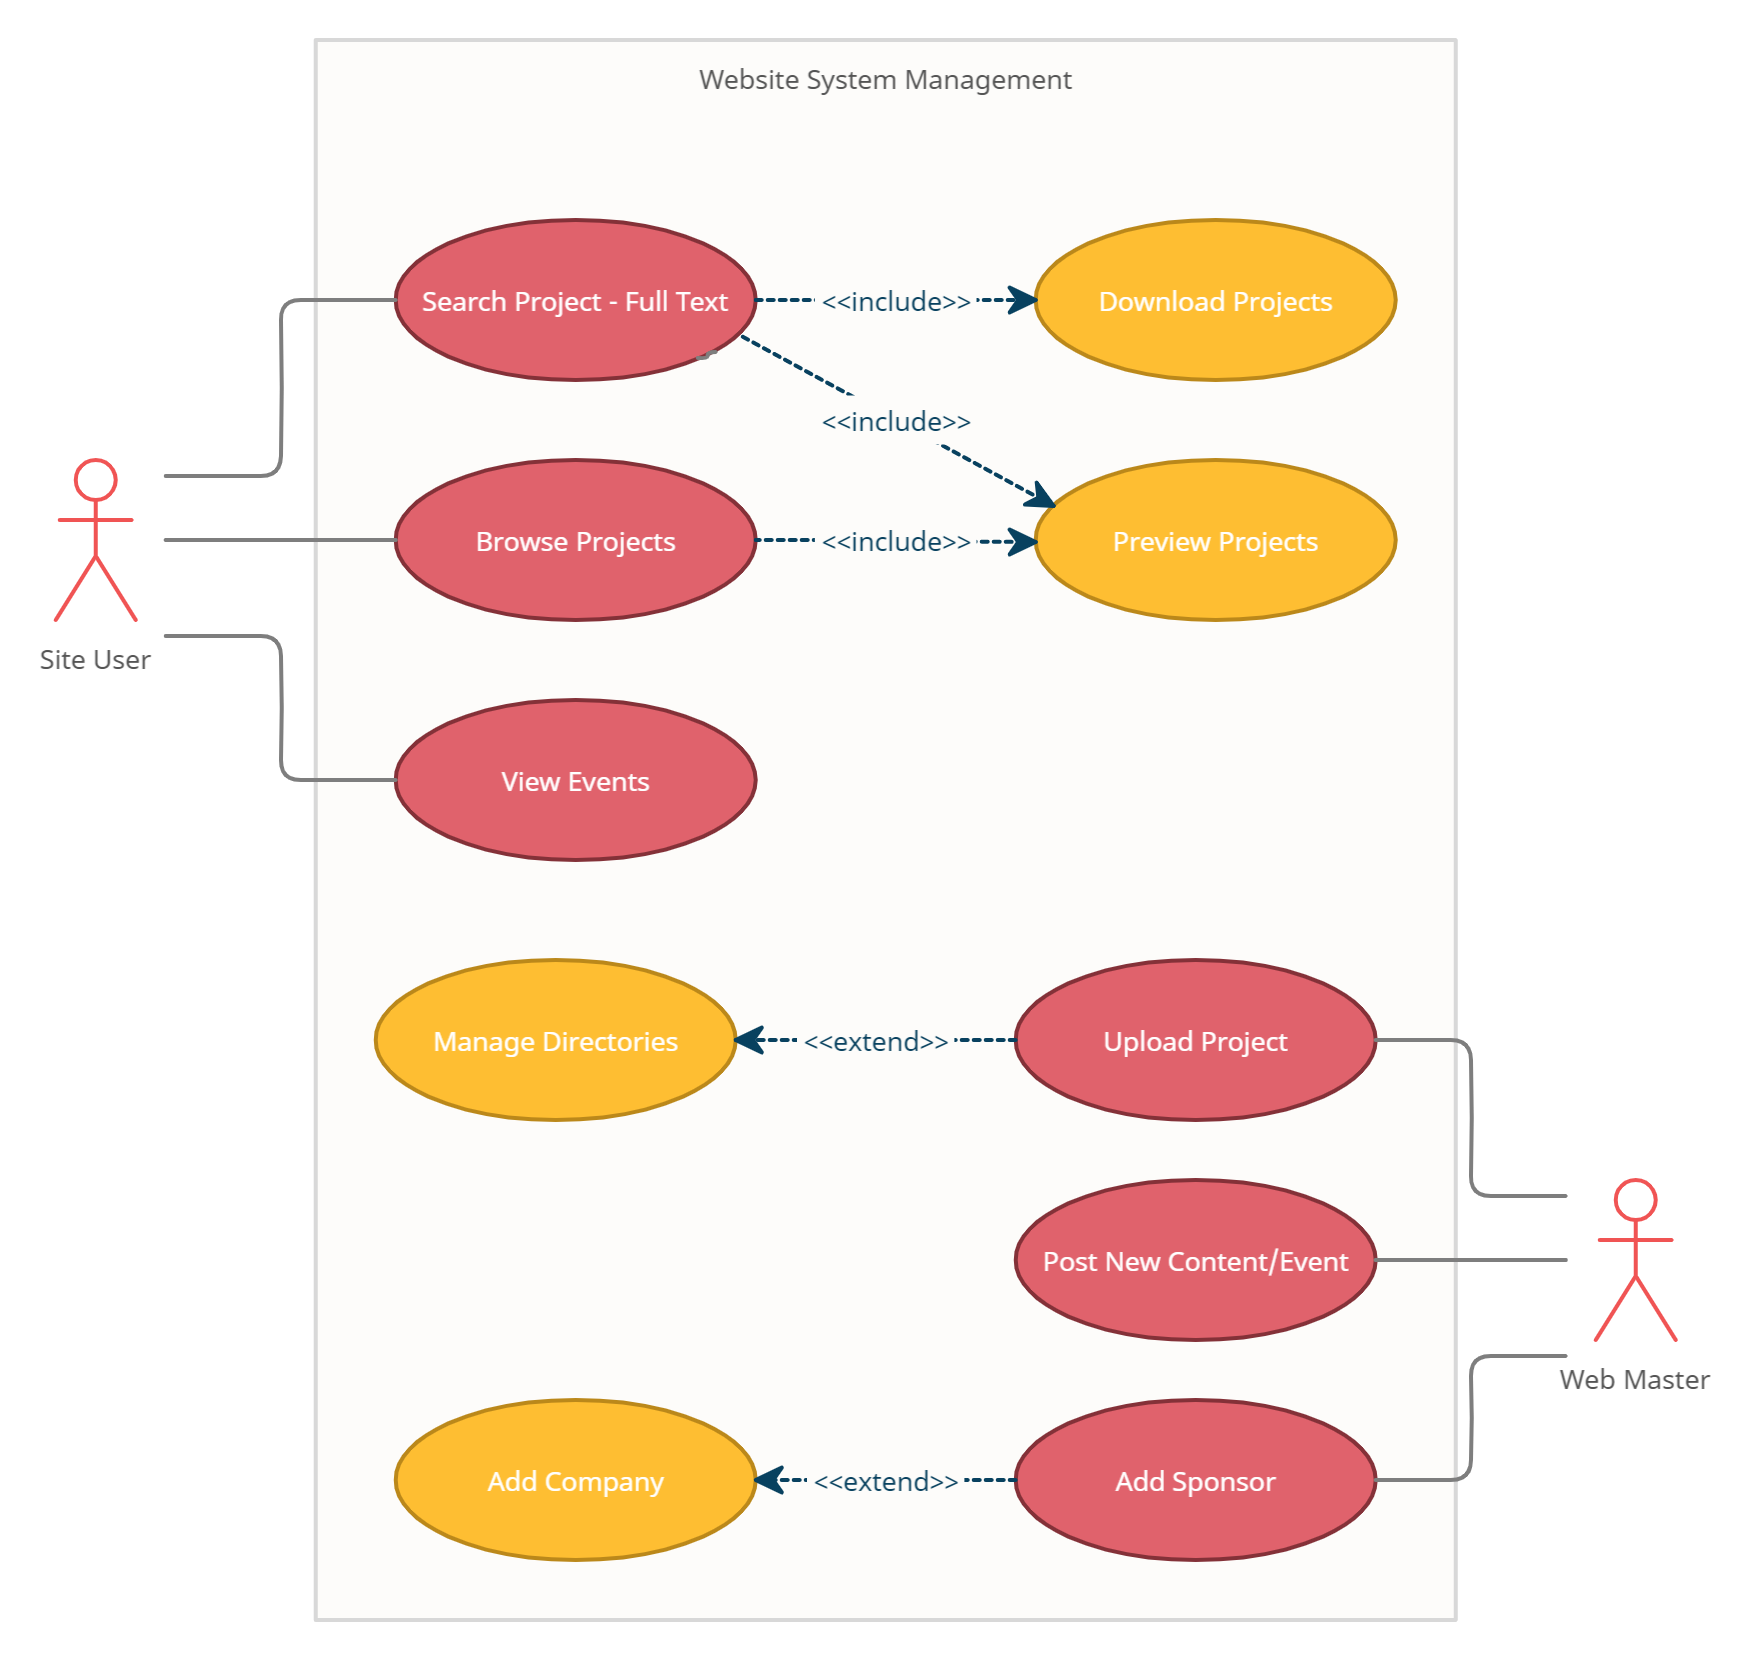 Website System Management
Search Project - Full Text
<<include>>
Download Projects
<<include>>
Browse Projects
<<include>>
Preview Projects
Site User
View Events
Manage Directories
<<extend>>
Upload Project
Post New Content/Event
Web Master
Add Company
<<extend>>
Add Sponsor